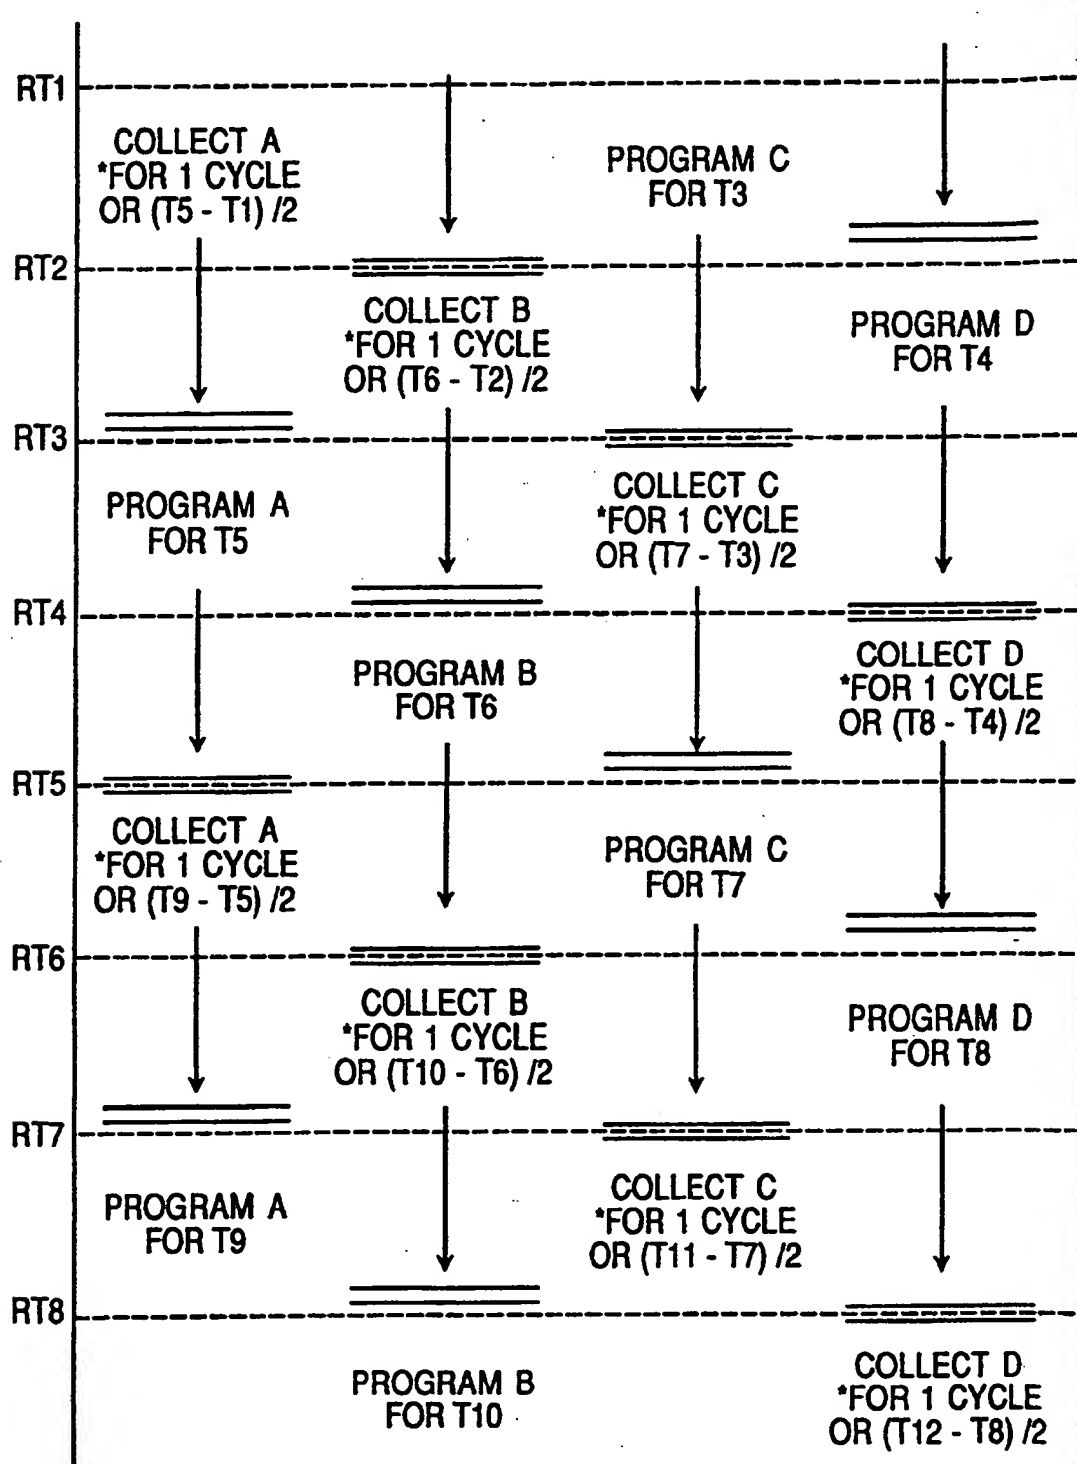 RT1
COLLECT A
*FOR 1 CYCLE
OR (T5 - T1) /2
PROGRAM C
FOR T3
RT2
COLLECT B
*FOR 1 CYCLE
OR (T6 - T2) /2
PROGRAM D
FOR T4
RT3
PROGRAM A
FOR T5
COLLECT C
*FOR 1 CYCLE
OR (T7 - T3) /2
RT4
PROGRAM B
FOR T6
COLLECT D
*FOR 1 CYCLE
OR (T8 - T4) /2
RT5
COLLECT A
*FOR 1 CYCLE
OR (T9 - T5) /2
PROGRAM C
FOR T7
RT6
COLLECT B
*FOR 1 CYCLE
OR (T10 - T6) /2
PROGRAM D
FOR T8
RT7
PROGRAM A
FOR T9
COLLECT C
*FOR 1 CYCLE
OR (T11 - T7) /2
RT8
PROGRAM B
FOR T10
COLLECT D
*FOR 1 CYCLE
OR (T12 - T8) /2